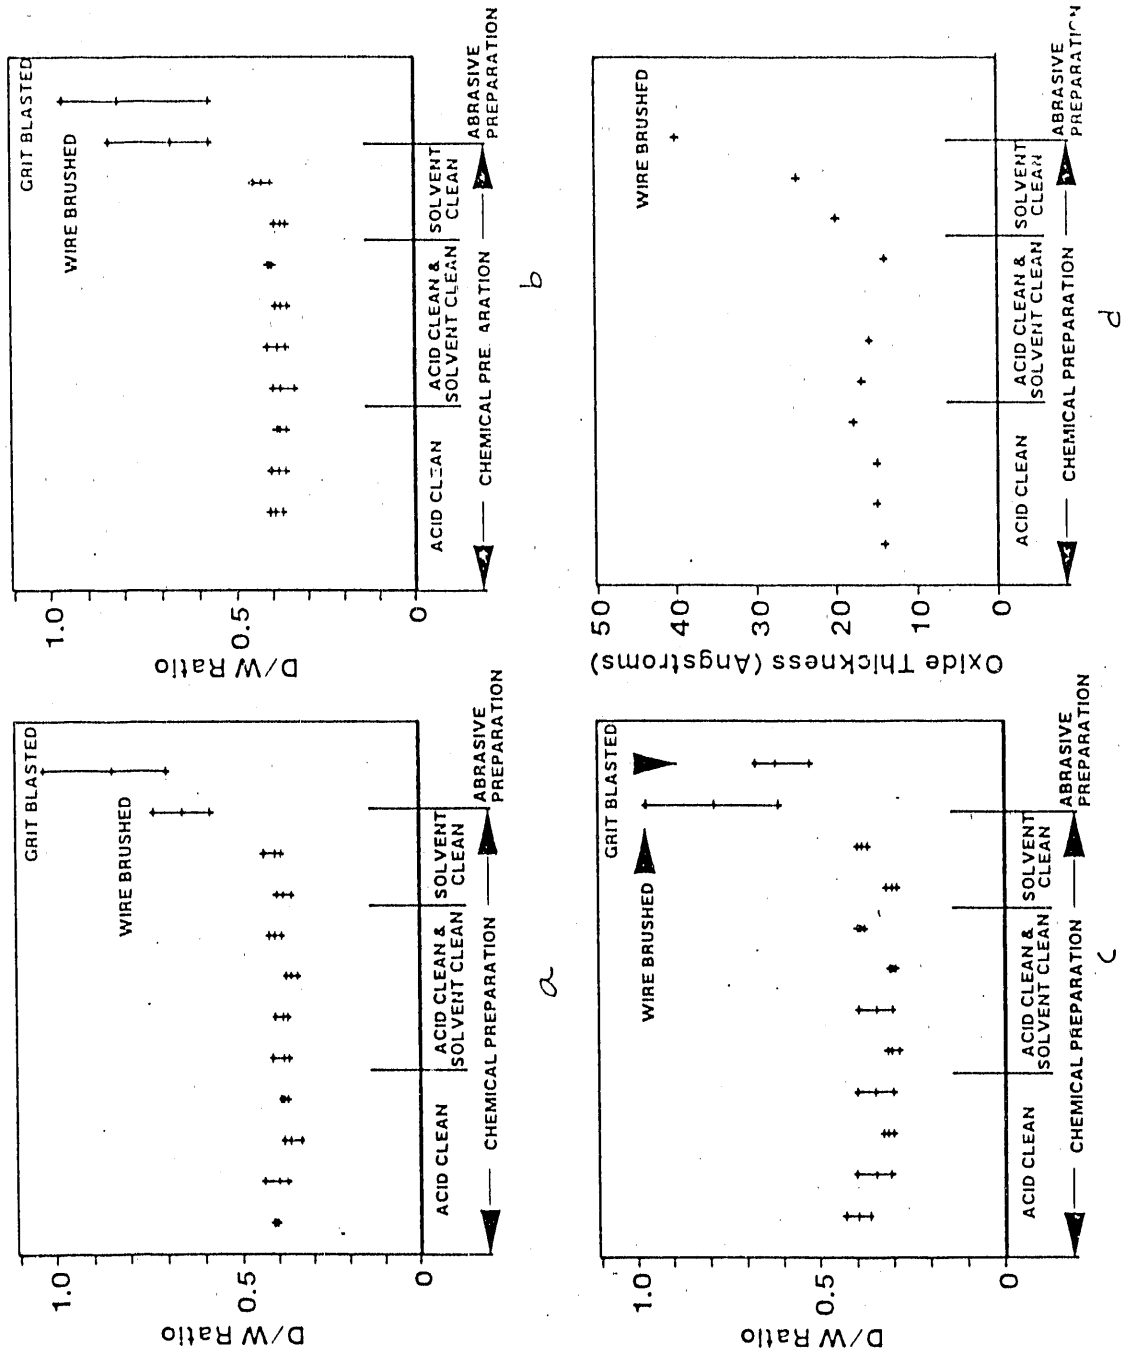 D/W Ratio
1.0
0.5
0
GRIT BLASTED
WIRE BRUSHED
ACID CLEAN
ACID CLEAN &
SOLVENT CLEAN
SOLVENT
CLEAN
CHEMICAL PREPARATION
ABRASIVE
PREPARATION
a
D/W Ratio
1.0
0.5
0
GRIT BLASTED
WIRE BRUSHED
ACID CLEAN
ACID CLEAN &
SOLVENT CLEAN
SOLVENT
CLEAN
CHEMICAL PRE ARATION
ABRASIVE
PREPARATION
b
D/W Ratio
1.0
0.5
0
GRIT BLASTED
WIRE BRUSHED
ACID CLEAN
ACID CLEAN &
SOLVENT CLEAN
SOLVENT
CLEAN
CHEMICAL PREPARATION
ABRASIVE
PREPARATION
c
Oxide Thickness (Angstroms)
50
40
30
20
10
0
WIRE BRUSHED
ACID CLEAN
ACID CLEAN &
SOLVENT CLEAN
SOLVENT
CLEAN
CHEMICAL PREPARATION
ABRASIVE
PREPARATION
d